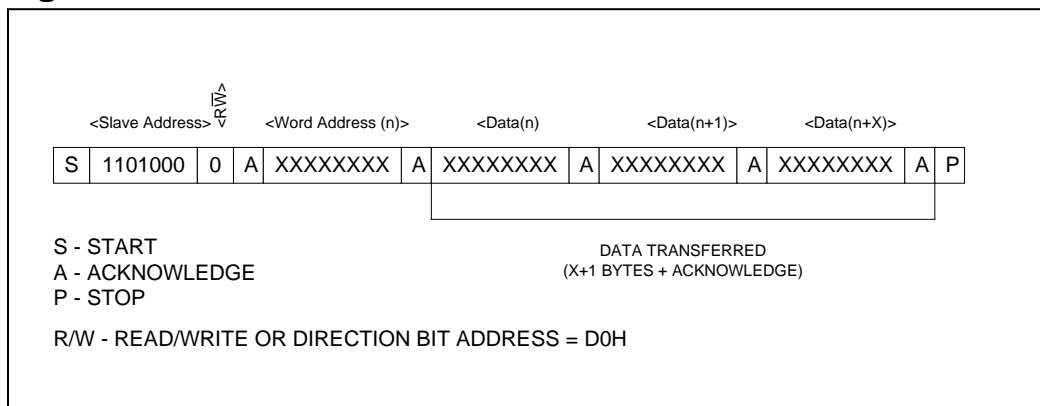 <Slave Address> <RW> <Word Address (n)> <Data(n) <Data(n+1)> <Data(n+X)>
S 1101000 0 A XXXXXXXX A XXXXXXXX A XXXXXXXX A XXXXXXXX A P
S - START
A - ACKNOWLEDGE
P - STOP
DATA TRANSFERRED
(X+1 BYTES + ACKNOWLEDGE)
R/W - READ/WRITE OR DIRECTION BIT ADDRESS = D0H